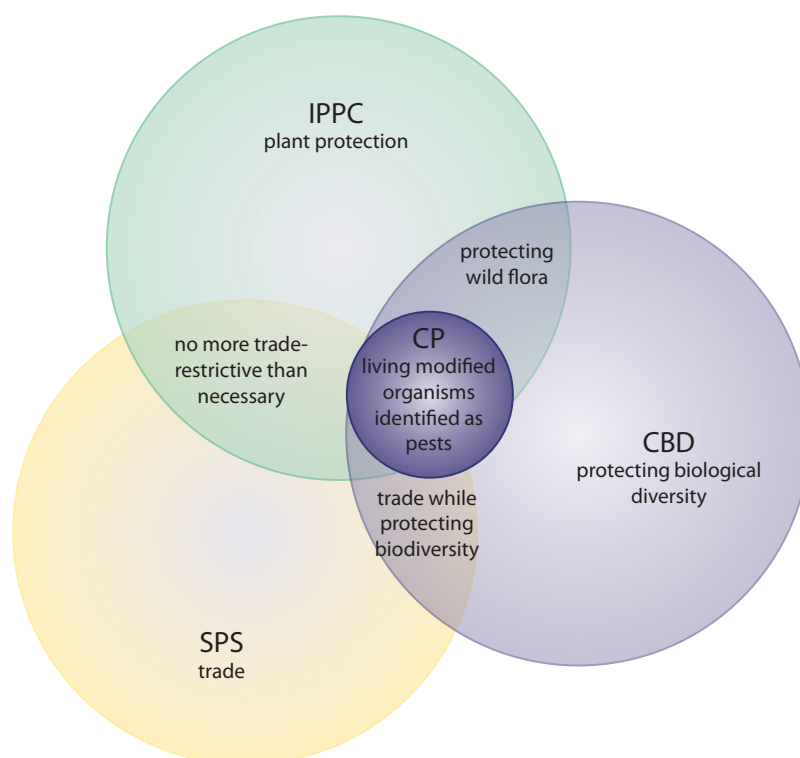 IPPC
plant protection
protecting
wild flora
no more trade-
restrictive than
necessary
CP
living modified
organisms
identified as
pests
CBD
protecting biological
diversity
trade while
protecting
biodiversity
SPS
trade